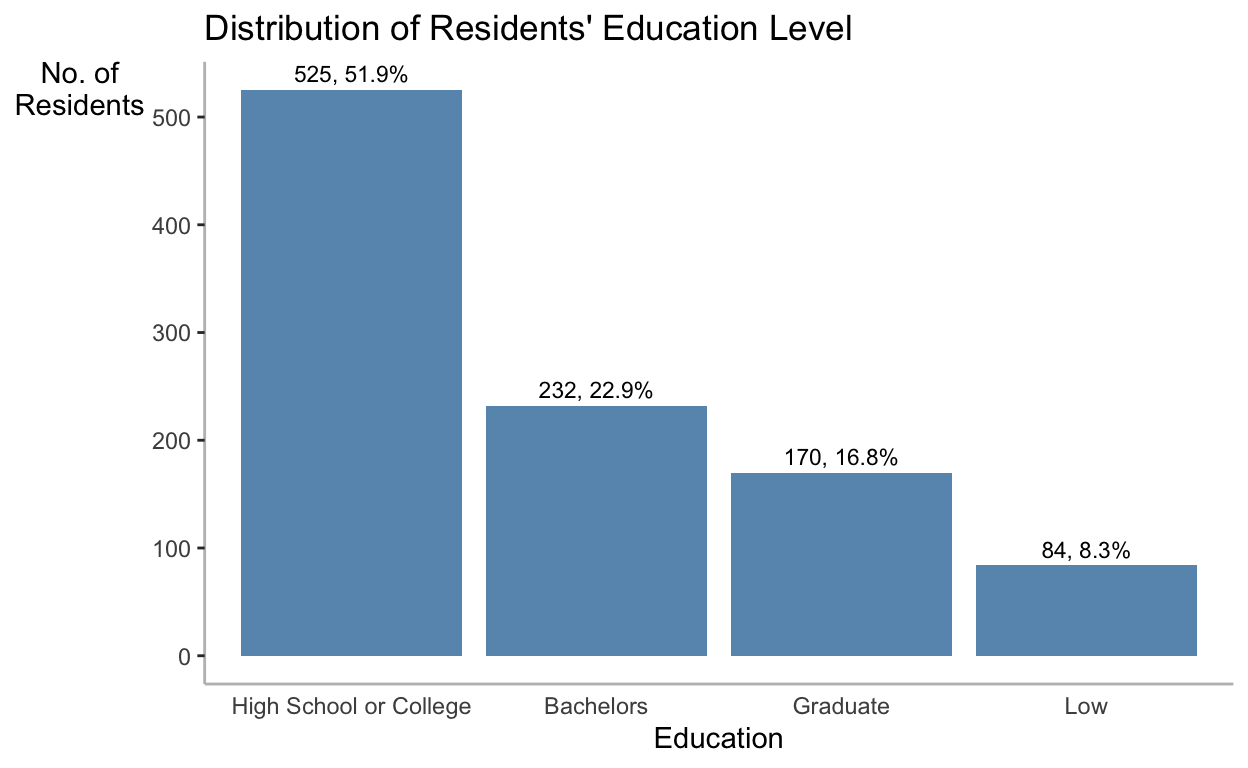 Distribution of Residents' Education Level
No. of
Residents
525, 51.9%
500
400
300
232, 22.9%
200
170, 16.8%
100
84, 8.3%
0
High School or College
Bachelors
Graduate
Low
Education